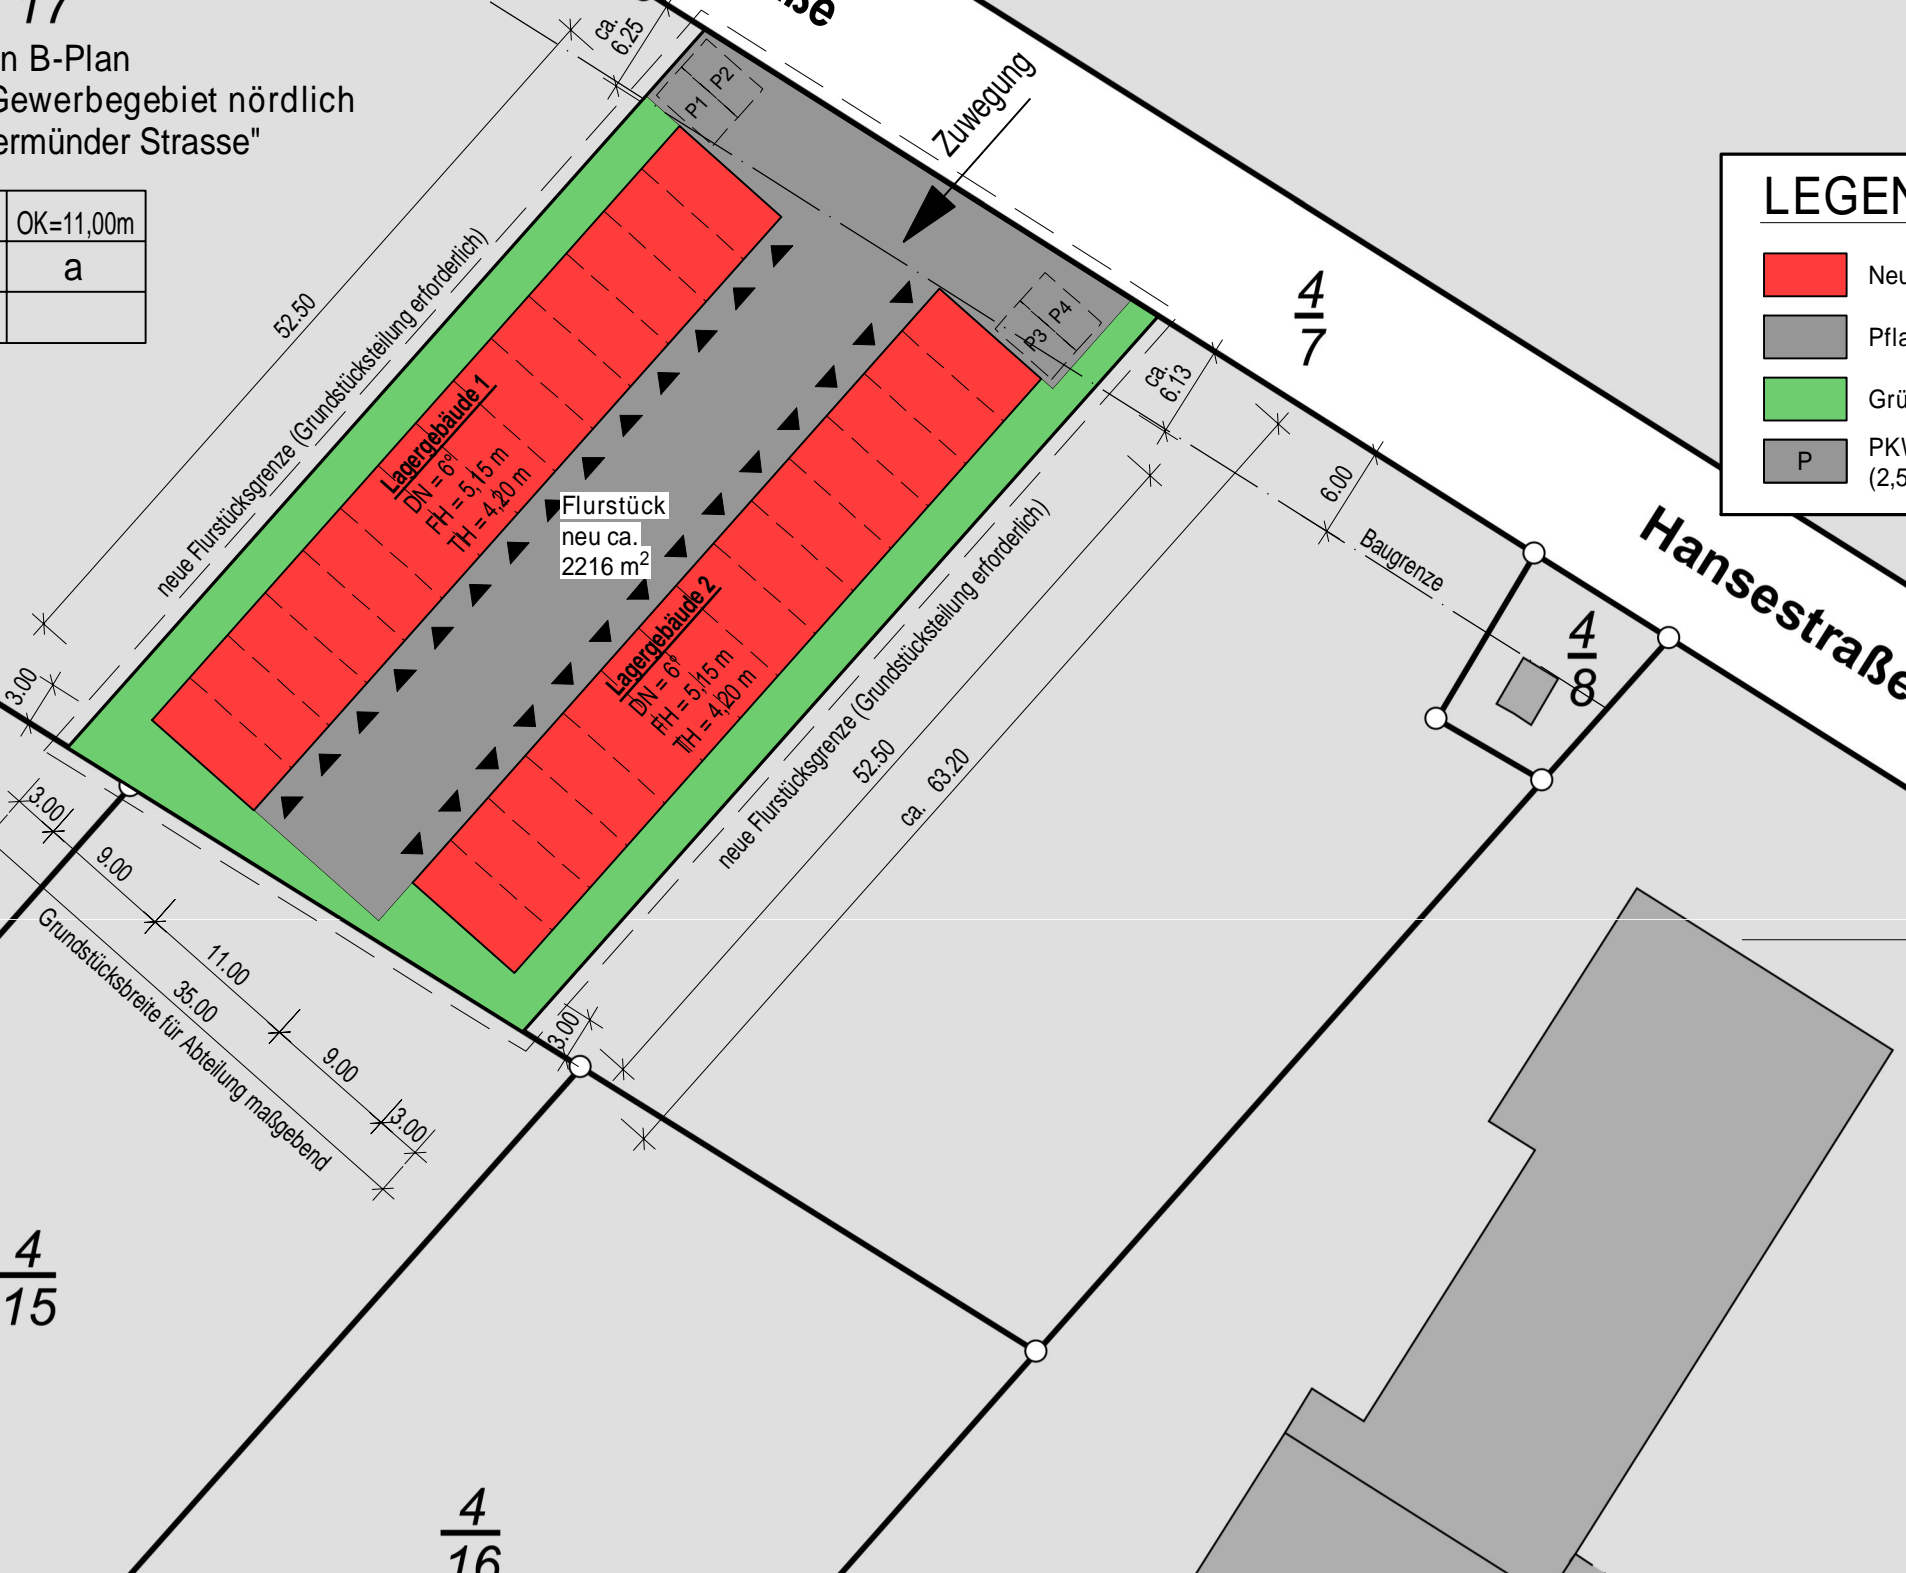 17
n B-Plan
Gewerbegebiet nördlich
ermünder Strasse"
OK=11,00m
a
ße
ca.
6.25
P1
P2
Zuwegung
52.50
neue Flurstücksgrenze (Grundstücksteilung erforderlich)
Lagergebäude 1
DN = 6°
FH = 5,15 m
TH = 4,20 m
Flurstück
neu ca.
2216 m²
Lagergebäude 2
DN = 6°
FH = 5,15 m
TH = 4,20 m
P3
P4
ca.
6.13
4
7
6.00
Baugrenze
LEGEN
Neu
Pfla
Grü
P
PKW
(2,5
Hansestraße
4
8
neue Flurstücksgrenze (Grundstücksteilung erforderlich)
52.50
ca. 63.20
3.00
3.00
9.00
11.00
35.00
9.00
3.00
3.00
Grundstücksbreite für Abteilung maßgebend
4
15
4
16